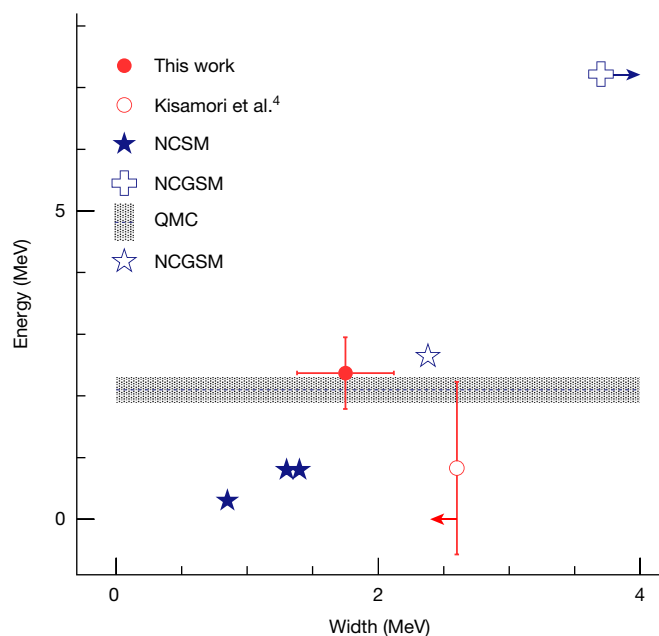 This work
Kisamori et al.⁴
NCSM
NCGSM
QMC
NCGSM
5
0
Energy (MeV)
0
2
4
Width (MeV)